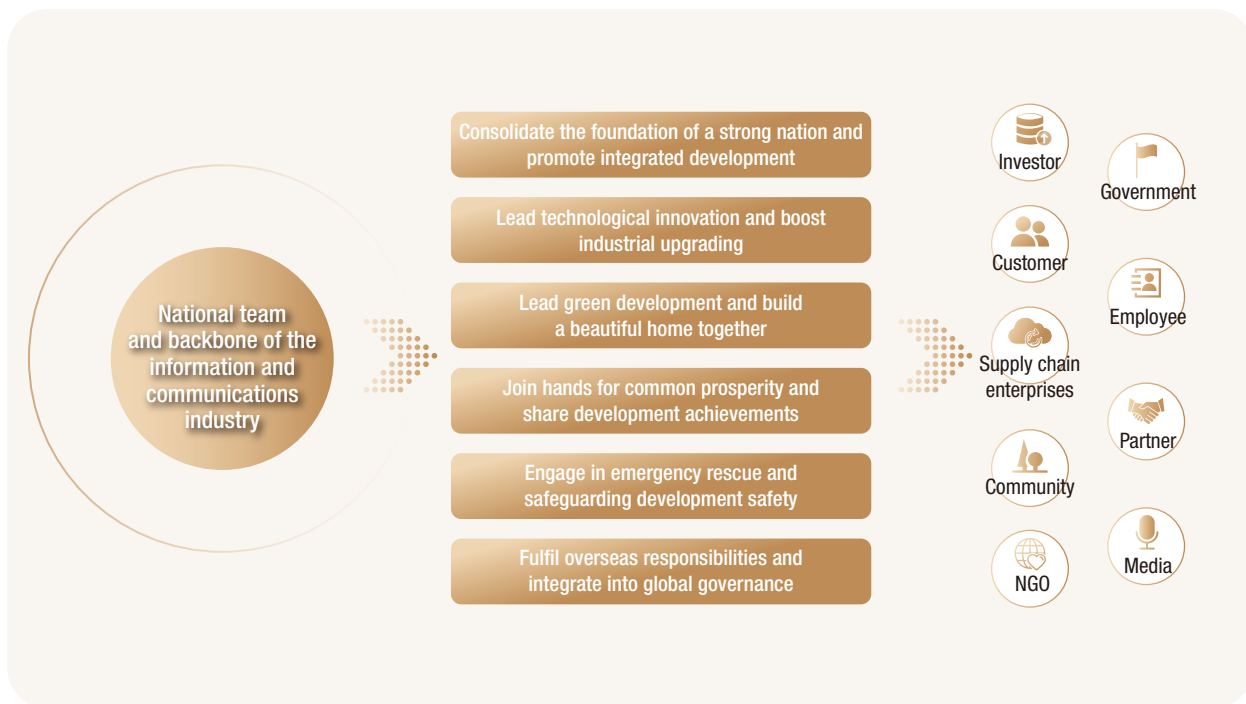 National team
and backbone of the
information and
communications
industry
Consolidate the foundation of a strong nation and
promote integrated development
Lead technological innovation and boost
industrial upgrading
Lead green development and build
a beautiful home together
Join hands for common prosperity and
share development achievements
Engage in emergency rescue and
safeguarding development safety
Fulfil overseas responsibilities and
integrate into global governance
Investor
Government
Customer
Employee
Supply chain
enterprises
Partner
Community
Media
NGO